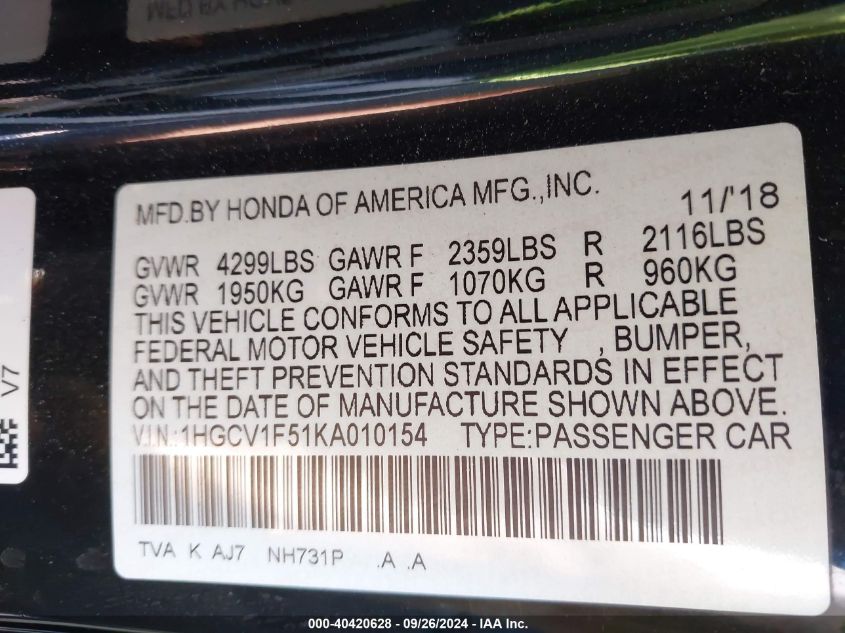 MFD.BY HONDA OF AMERICA MFG.,INC. 11/'18
GVWR 4299LBS GAWR F 2359LBS R 2116LBS
GVWR 1950KG GAWR F 1070KG R 960KG
THIS VEHICLE CONFORMS TO ALL APPLICABLE
FEDERAL MOTOR VEHICLE SAFETY , BUMPER,
AND THEFT PREVENTION STANDARDS IN EFFECT
ON THE DATE OF MANUFACTURE SHOWN ABOVE.
V.I.N.:1HGCV1F51KA010154 TYPE:PASSENGER CAR
TVA K AJ7 NH731P .A .A
V7
000-40420628 - 09/26/2024 - IAA Inc.